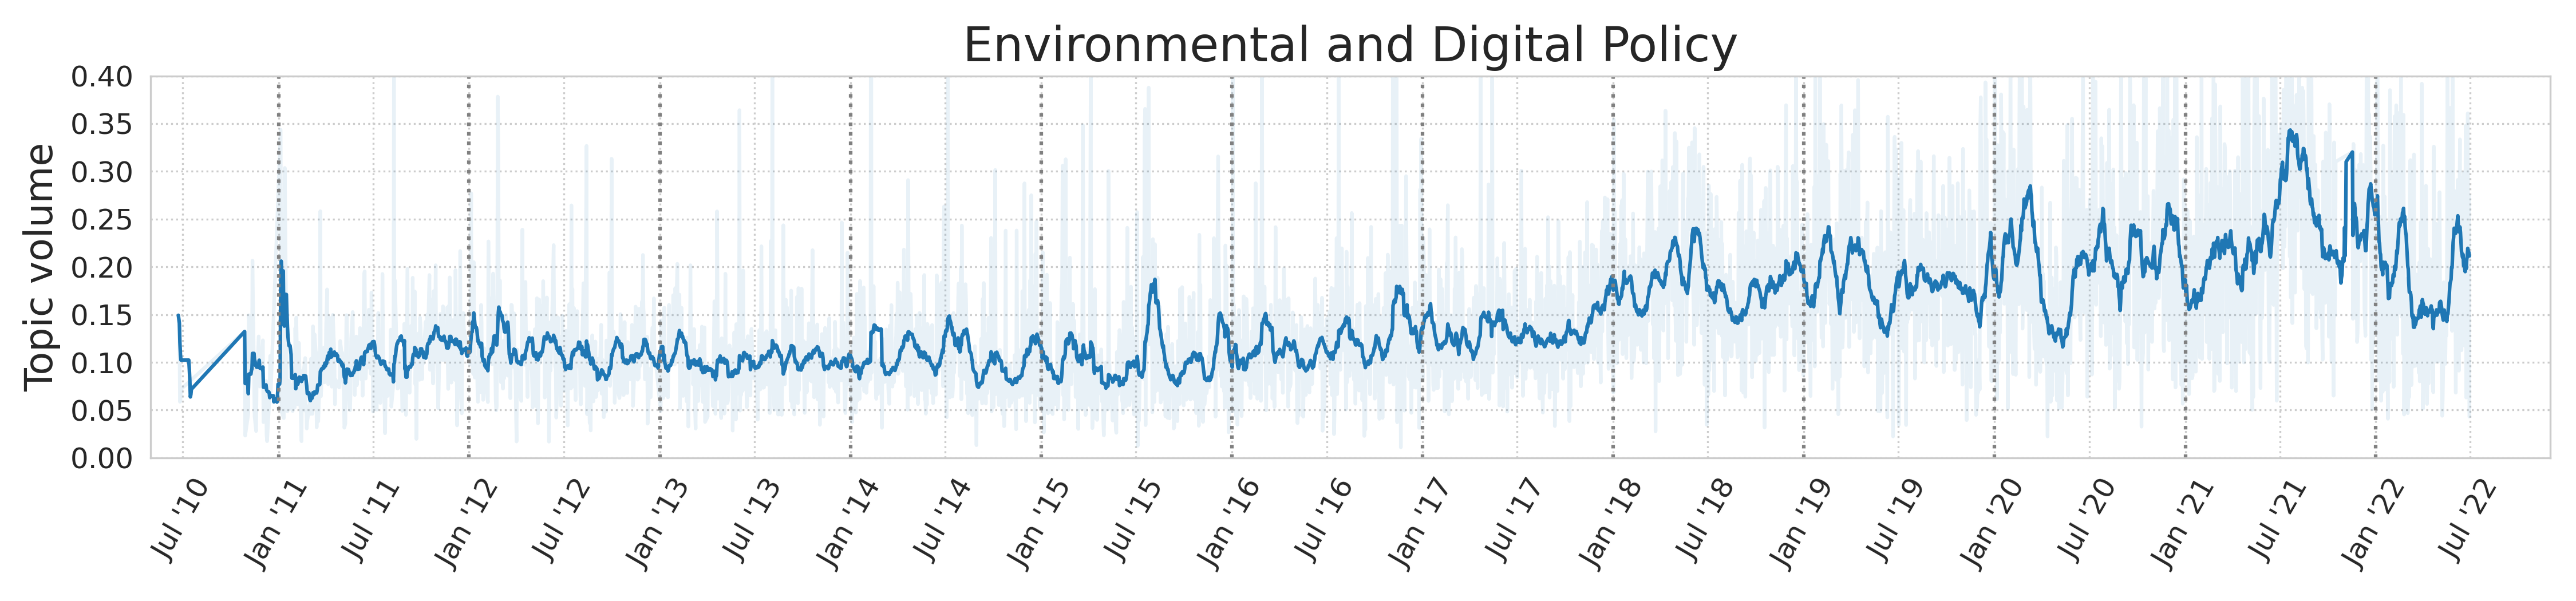 Environmental and Digital Policy
Topic volume
0.40
0.35
0.30
0.25
0.20
0.15
0.10
0.05
0.00
Jul '10
Jan '11
Jul '11
Jan '12
Jul '12
Jan '13
Jul '13
Jan '14
Jul '14
Jan '15
Jul '15
Jan '16
Jul '16
Jan '17
Jul '17
Jan '18
Jul '18
Jan '19
Jul '19
Jan '20
Jul '20
Jan '21
Jul '21
Jan '22
Jul '22